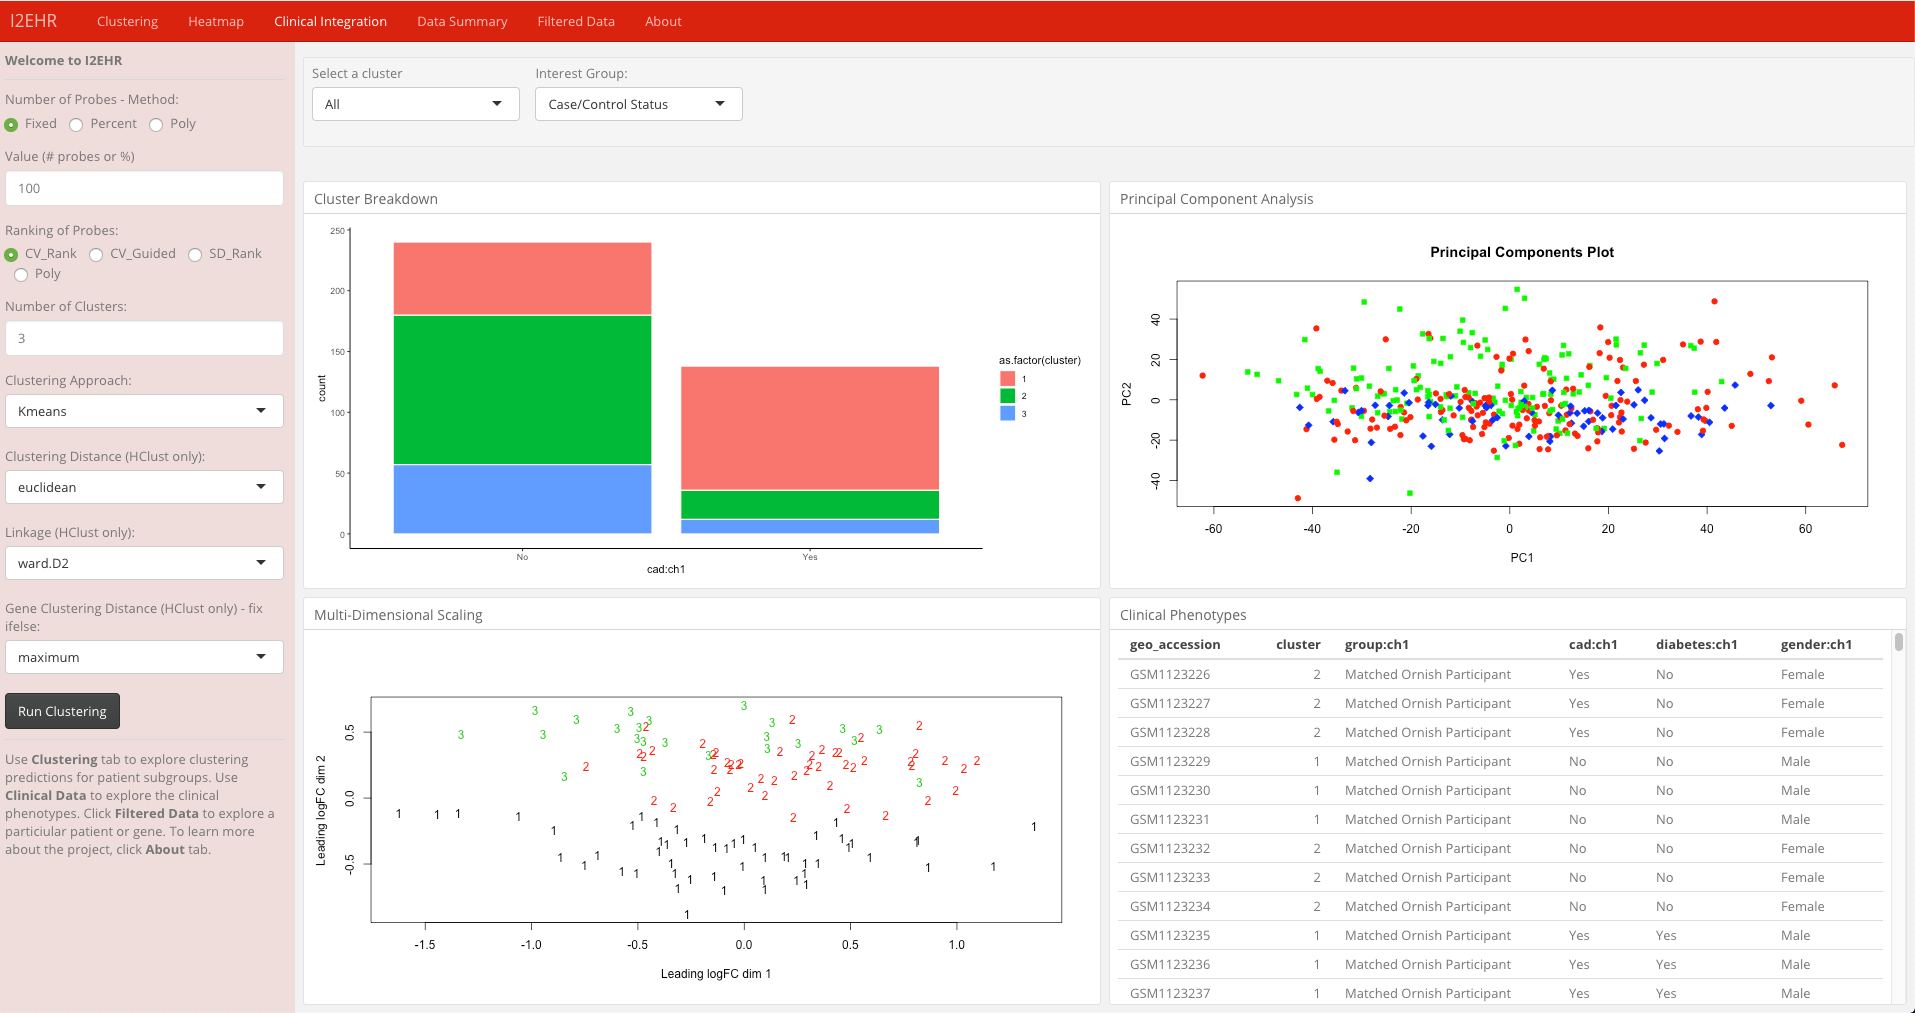 I2EHR Clustering Heatmap Clinical Integration Data Summary Filtered Data About
Welcome to I2EHR
Number of Probes - Method:
Fixed Percent Poly
Value (# probes or %)
100
Ranking of Probes:
CV_Rank CV_Guided SD_Rank
Poly
Number of Clusters:
3
Clustering Approach:
Kmeans
Clustering Distance (HClust only):
euclidean
Linkage (HClust only):
ward.D2
Gene Clustering Distance (HClust only) - fix
ifelse:
maximum
Run Clustering
Use Clustering tab to explore clustering
predictions for patient subgroups. Use
Clinical Data to explore the clinical
phenotypes. Click Filtered Data to explore a
particiular patient or gene. To learn more
about the project, click About tab.
Select a cluster Interest Group:
All Case/Control Status
Cluster Breakdown
250
200
150
100
50
0
count
No Yes
cad:ch1
as.factor(cluster)
1
2
3
Principal Component Analysis
Principal Components Plot
40
20
0
-20
-40
PC2
-60 -40 -20 0 20 40 60
PC1
Multi-Dimensional Scaling
0.5
0.0
-0.5
Leading logFC dim 2
-1.5 -1.0 -0.5 0.0 0.5 1.0
Leading logFC dim 1
Clinical Phenotypes
geo_accession cluster group:ch1 cad:ch1 diabetes:ch1 gender:ch1
GSM1123226 2 Matched Ornish Participant Yes No Female
GSM1123227 2 Matched Ornish Participant Yes No Female
GSM1123228 2 Matched Ornish Participant Yes No Female
GSM1123229 1 Matched Ornish Participant No No Male
GSM1123230 1 Matched Ornish Participant No No Male
GSM1123231 1 Matched Ornish Participant No No Male
GSM1123232 2 Matched Ornish Participant No No Female
GSM1123233 2 Matched Ornish Participant No No Female
GSM1123234 2 Matched Ornish Participant No No Female
GSM1123235 1 Matched Ornish Participant Yes Yes Male
GSM1123236 1 Matched Ornish Participant Yes Yes Male
GSM1123237 1 Matched Ornish Participant Yes Yes Male